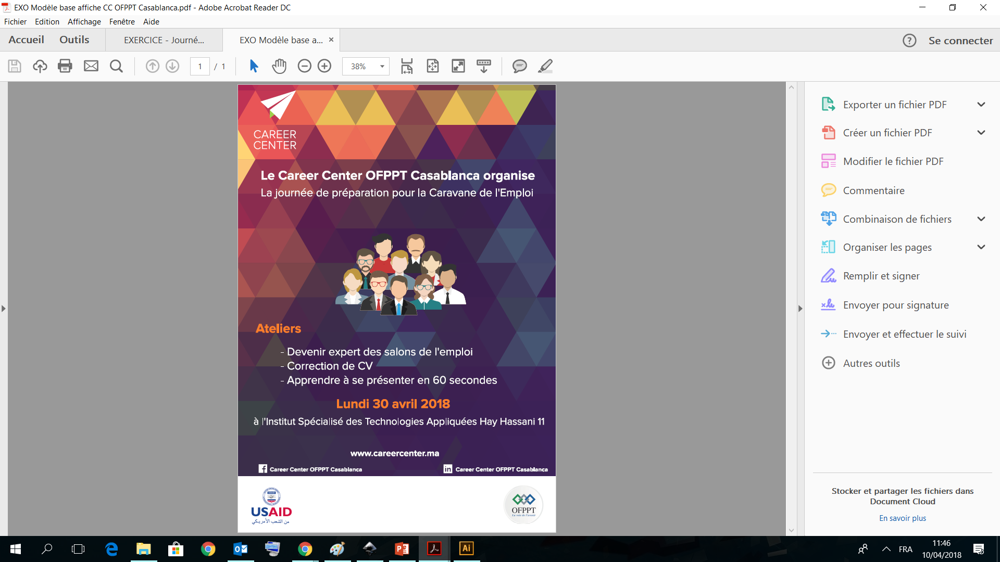 EXO Modèle base affiche CC OFPPT Casablanca.pdf - Adobe Acrobat Reader DC
Fichier Edition Affichage Fenêtre Aide
Accueil Outils EXERCICE - Journé... EXO Modèle base a... ×
? Se connecter
1 / 1 38%
CAREER
CENTER
Le Career Center OFPPT Casablanca organise
La journée de préparation pour la Caravane de l'Emploi
Ateliers
- Devenir expert des salons de l'emploi
- Correction de CV
- Apprendre à se présenter en 60 secondes
Lundi 30 avril 2018
à l'Institut Spécialisé des Technologies Appliquées Hay Hassani 11
www.careercenter.ma
Career Center OFPPT Casablanca
in Career Center OFPPT Casablanca
USAID
من الشعب الأمريكي
OFPPT
La voie de l'avenir
Exporter un fichier PDF
Créer un fichier PDF
Modifier le fichier PDF
Commentaire
Combinaison de fichiers
Organiser les pages
Remplir et signer
Envoyer pour signature
Envoyer et effectuer le suivi
Autres outils
Stocker et partager les fichiers dans
Document Cloud
En savoir plus
FRA
11:46
10/04/2018